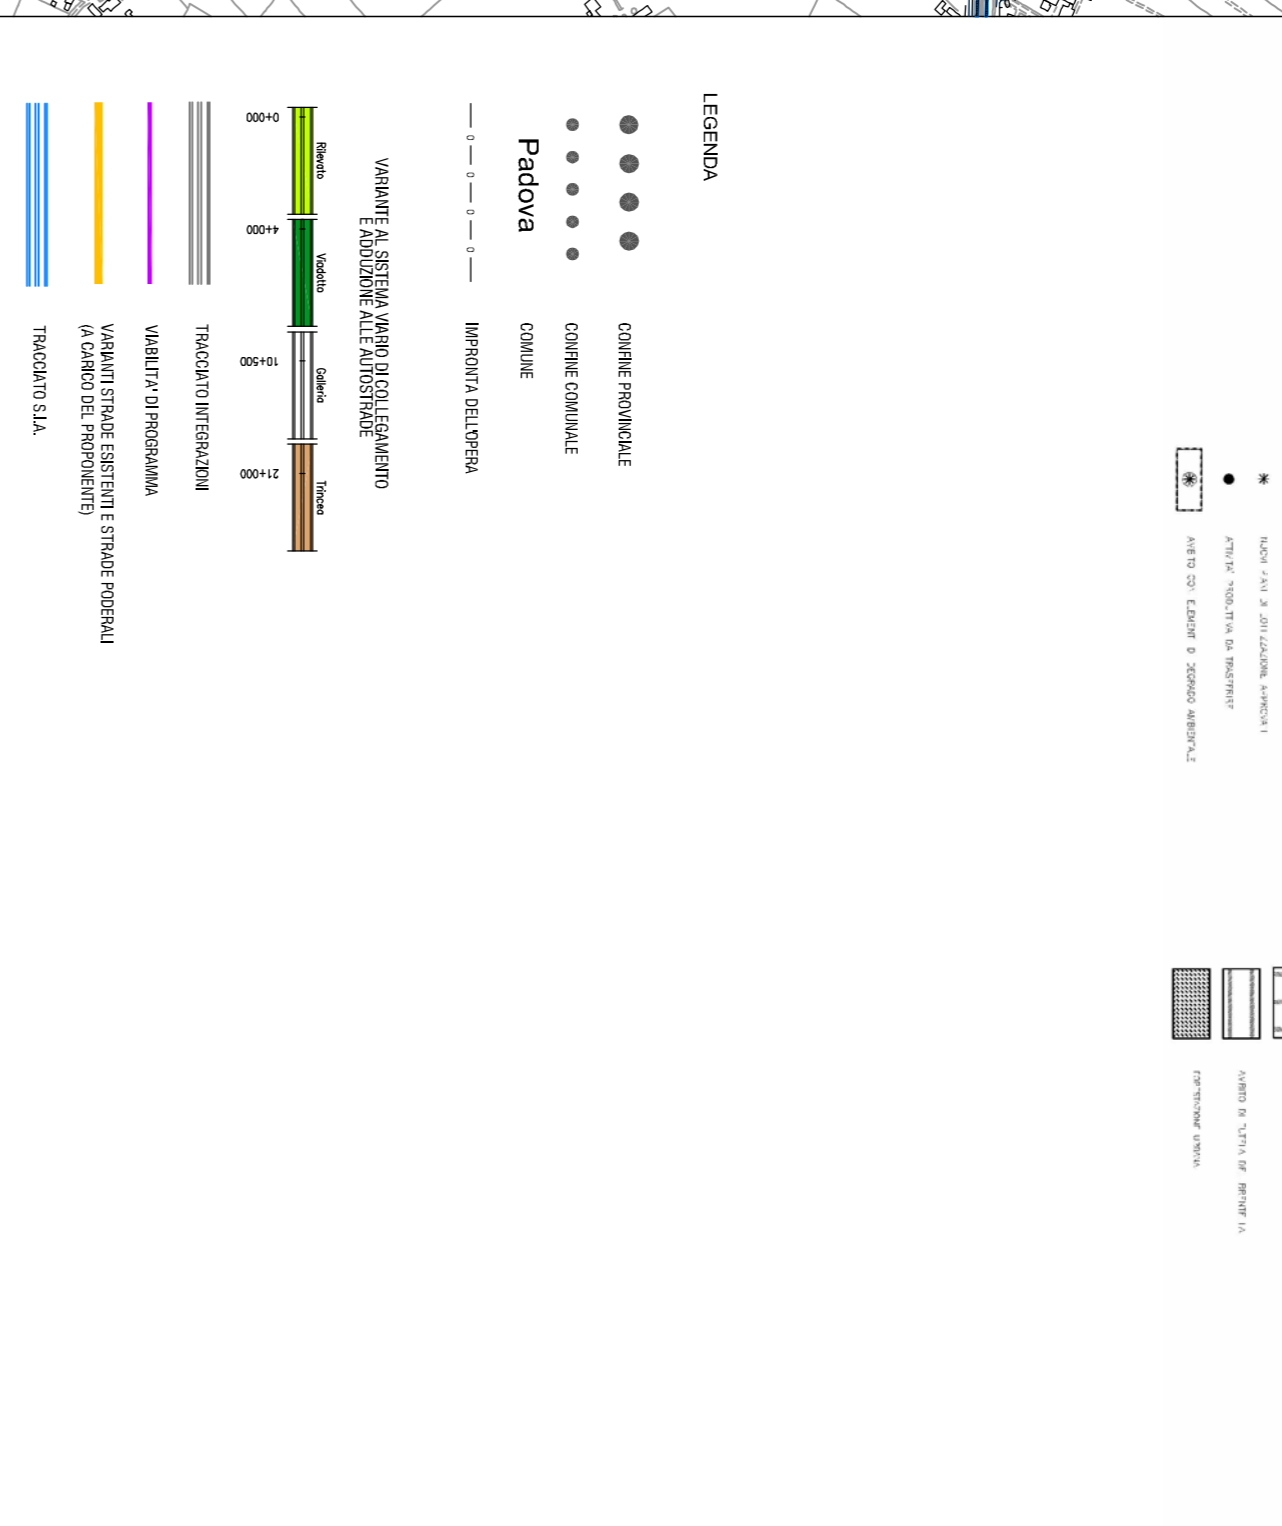 LEGENDA
CONFINE PROVINCIALE
CONFINE COMUNALE
Padova
COMUNE
IMPRONTA DELL'OPERA
VARIANTE AL SISTEMA VIARIO DI COLLEGAMENTO
E ADDUZIONE ALLE AUTOSTRADE
Rilevato
Viadotto
Galleria
Trincea
0+000
4+000
10+500
21+000
TRACCIATO INTEGRAZIONI
VIABILITA' DI PROGRAMMA
VARIANTI STRADE ESISTENTI E STRADE PODERALI
(A CARICO DEL PROPONENTE)
TRACCIATO S.I.A.